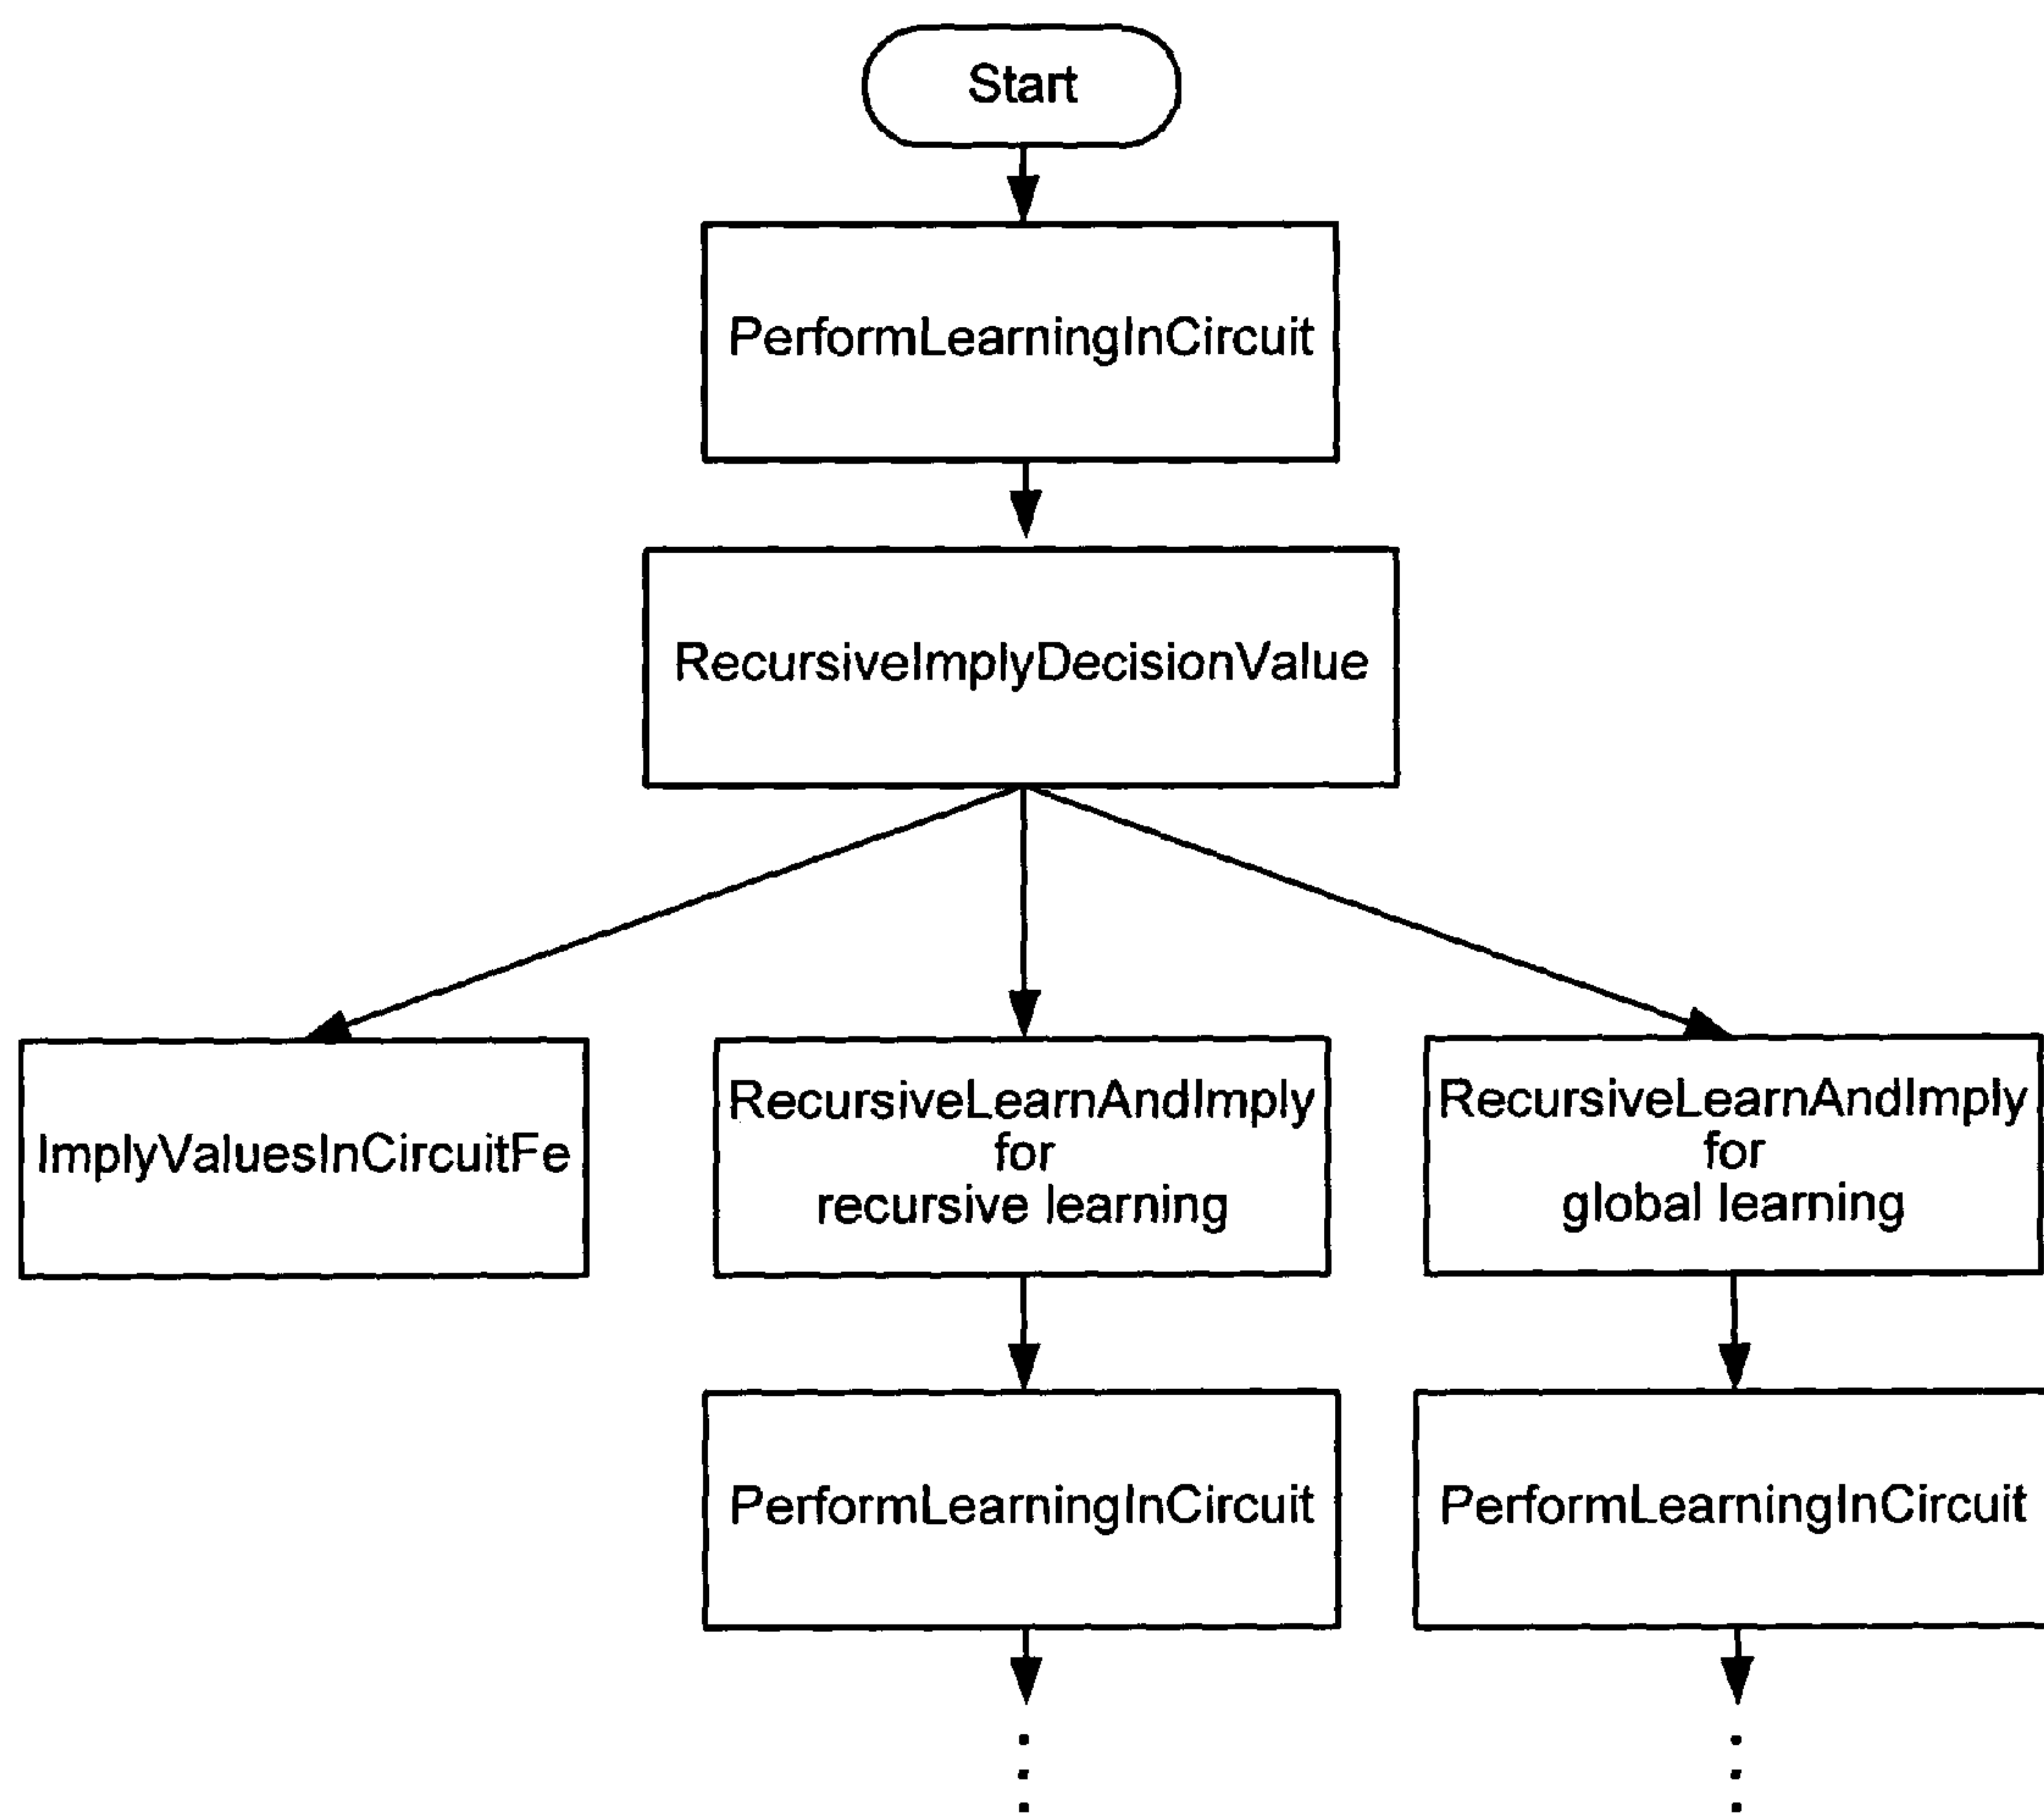 Start
PerformLearningInCircuit
RecursiveImplyDecisionValue
ImplyValuesInCircuitFe
RecursiveLearnAndImply
for
recursive learning
RecursiveLearnAndImply
for
global learning
PerformLearningInCircuit
PerformLearningInCircuit